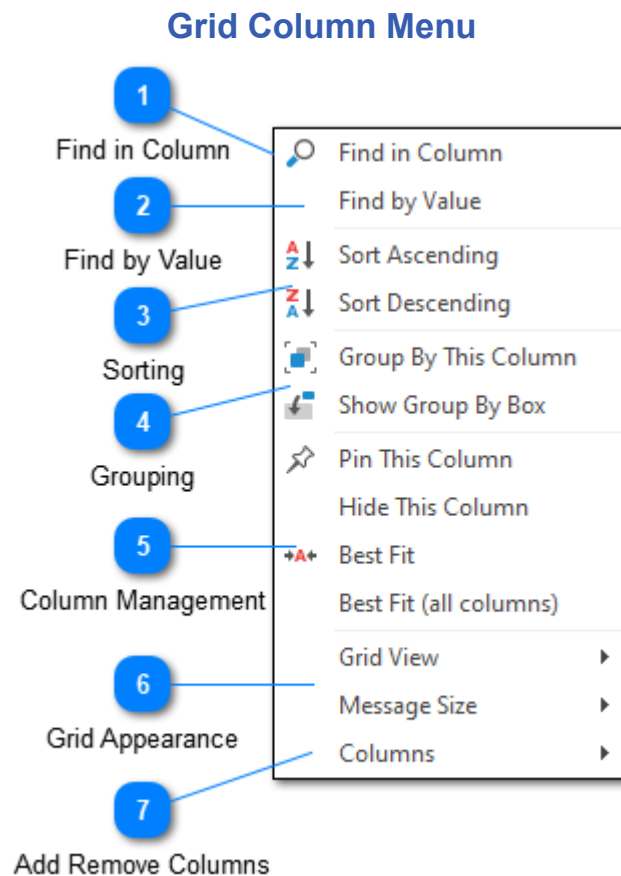 Grid Column Menu
1
Find in Column
2
Find by Value
3
Sorting
4
Grouping
5
Column Management
6
Grid Appearance
7
Add Remove Columns
Find in Column
Find by Value
Sort Ascending
Sort Descending
Group By This Column
Show Group By Box
Pin This Column
Hide This Column
Best Fit
Best Fit (all columns)
Grid View
Message Size
Columns